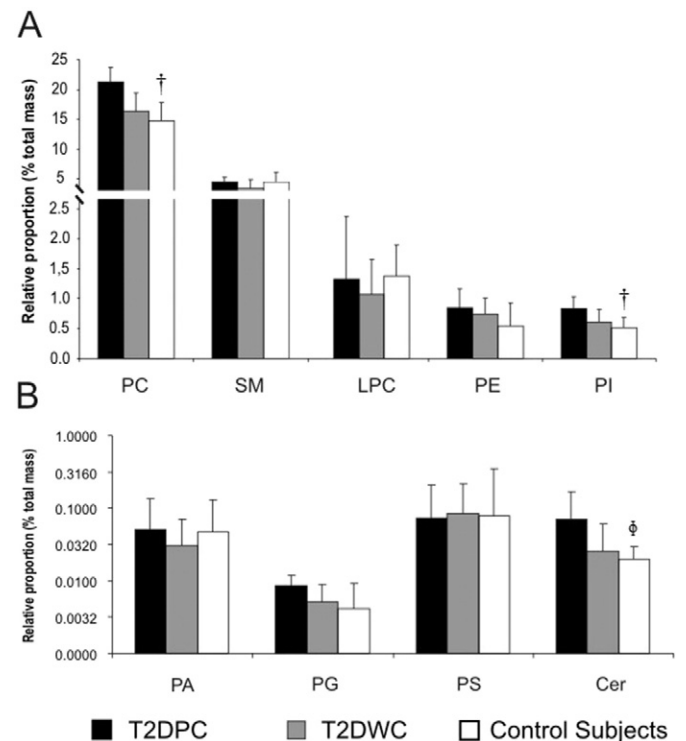 A
Relative proportion (% total mass)
25
20
15
10
5
2.5
2.0
1,5
1.0
0.5
0.0
†
†
PC SM LPC PE PI
B
Relative proportion (% total mass)
1.0000
0.3160
0.1000
0.0320
0.0100
0.0032
0.0000
ϕ
PA PG PS Cer
T2DPC T2DWC Control Subjects